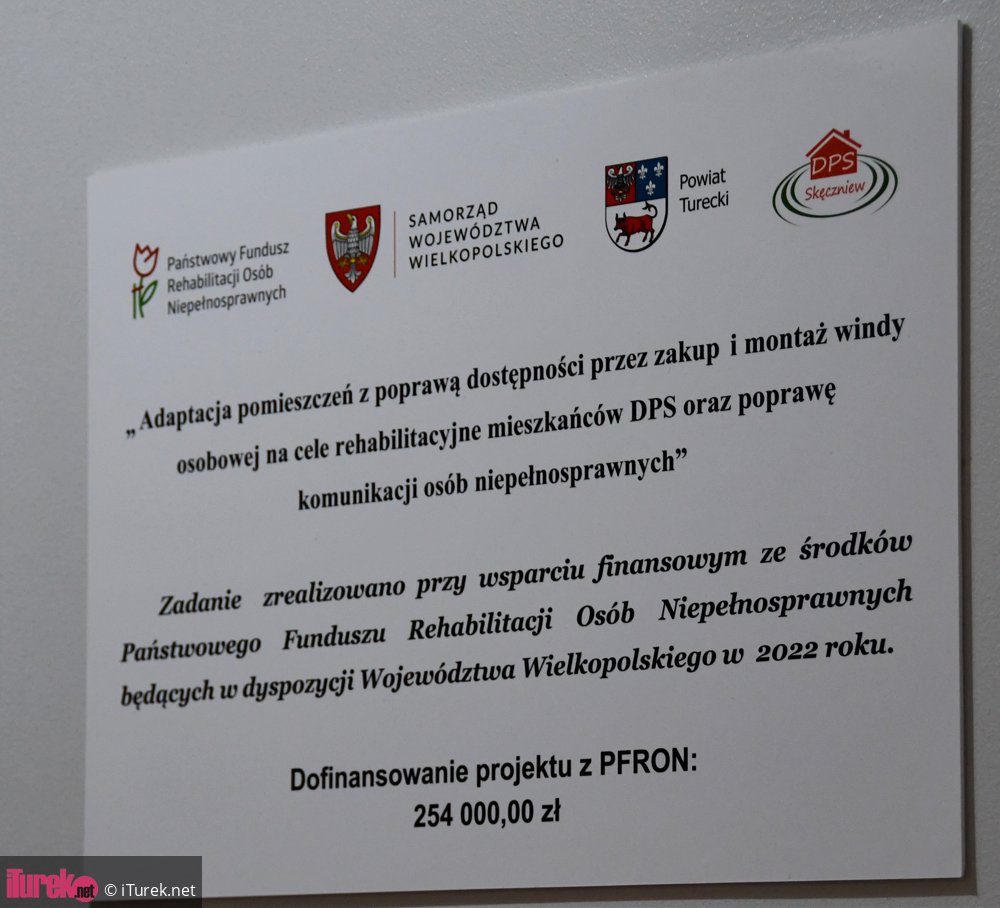 Państwowy Fundusz
Rehabilitacji Osób
Niepełnosprawnych
SAMORZĄD
WOJEWÓDZTWA
WIELKOPOLSKIEGO
Powiat
Turecki
DPS
Skęczniew
„Adaptacja pomieszczeń z poprawą dostępności przez zakup i montaż windy
osobowej na cele rehabilitacyjne mieszkańców DPS oraz poprawę
komunikacji osób niepełnosprawnych”
Zadanie zrealizowano przy wsparciu finansowym ze środków
Państwowego Funduszu Rehabilitacji Osób Niepełnosprawnych
będących w dyspozycji Województwa Wielkopolskiego w 2022 roku.
Dofinansowanie projektu z PFRON:
254 000,00 zł
iTurek.net © iTurek.net